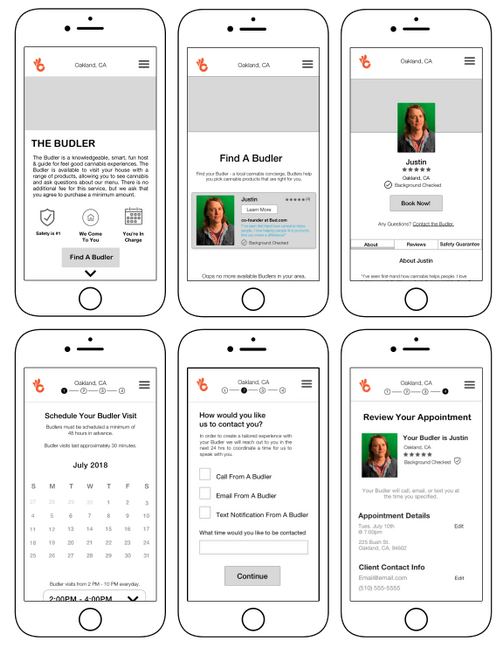 Oakland, CA
THE BUDLER
The Budler is a knowledgeable, smart, fun host
& guide for feel good cannabis experiences. The
Budler is available to visit your house with a
range of products, allowing you to see cannabis
and ask questions about our menu. There is no
additional fee for this service, but we ask that
you agree to purchase a minimum amount.
Safety is #1
We Come
To You
You're In
Charge
Find A Budler
Oakland, CA
Find A Budler
Find your Budler - a local cannabis concierge. Budlers help
you pick cannabis products that are right for you.
Justin
Learn More
co-founder at Bud.com
Background Checked
Oops no more available Budlers in your area.
Oakland, CA
Justin
Oakland, CA
Background Checked
Book Now!
Any Questions? Contact the Budler.
About
Reviews
Safety Guarantee
About Justin
"I've seen first-hand how cannabis helps people. I love
Oakland, CA
1 2 3 4
Schedule Your Budler Visit
Budlers must be scheduled a minimum of
48 hours in advance.
Budler visits last approximately 30 minutes.
July 2018
S M T W T F S
27 28 29 30 1 2 3
4 5 6 7 8 9 10
11 12 13 14 15 16 17
18 19 20 21 22 23 24
25 26 27 28 29 30 31
Budler visits from 2 PM - 10 PM everyday.
2:00PM - 4:00PM
Oakland, CA
1 2 3 4
How would you like
us to contact you?
In order to create a tailored experience with
your Budler we will reach out to you in the
next 24 hrs to coordinate a time for us to
speak with you.
Call From A Budler
Email From A Budler
Text Notification From A Budler
What time would you like to be contacted
Continue
Oakland, CA
1 2 3 4
Review Your Appointment
Your Budler is Justin
Background Checked
Your Budler will call, email, or text you at
the time you specified.
Appointment Details
Tues. July 10th
Edit
@ 7:00pm
225 Bush St.
Oakland, CA, 94602
Client Contact Info
Email@email.com
Edit
(510) 555-5555